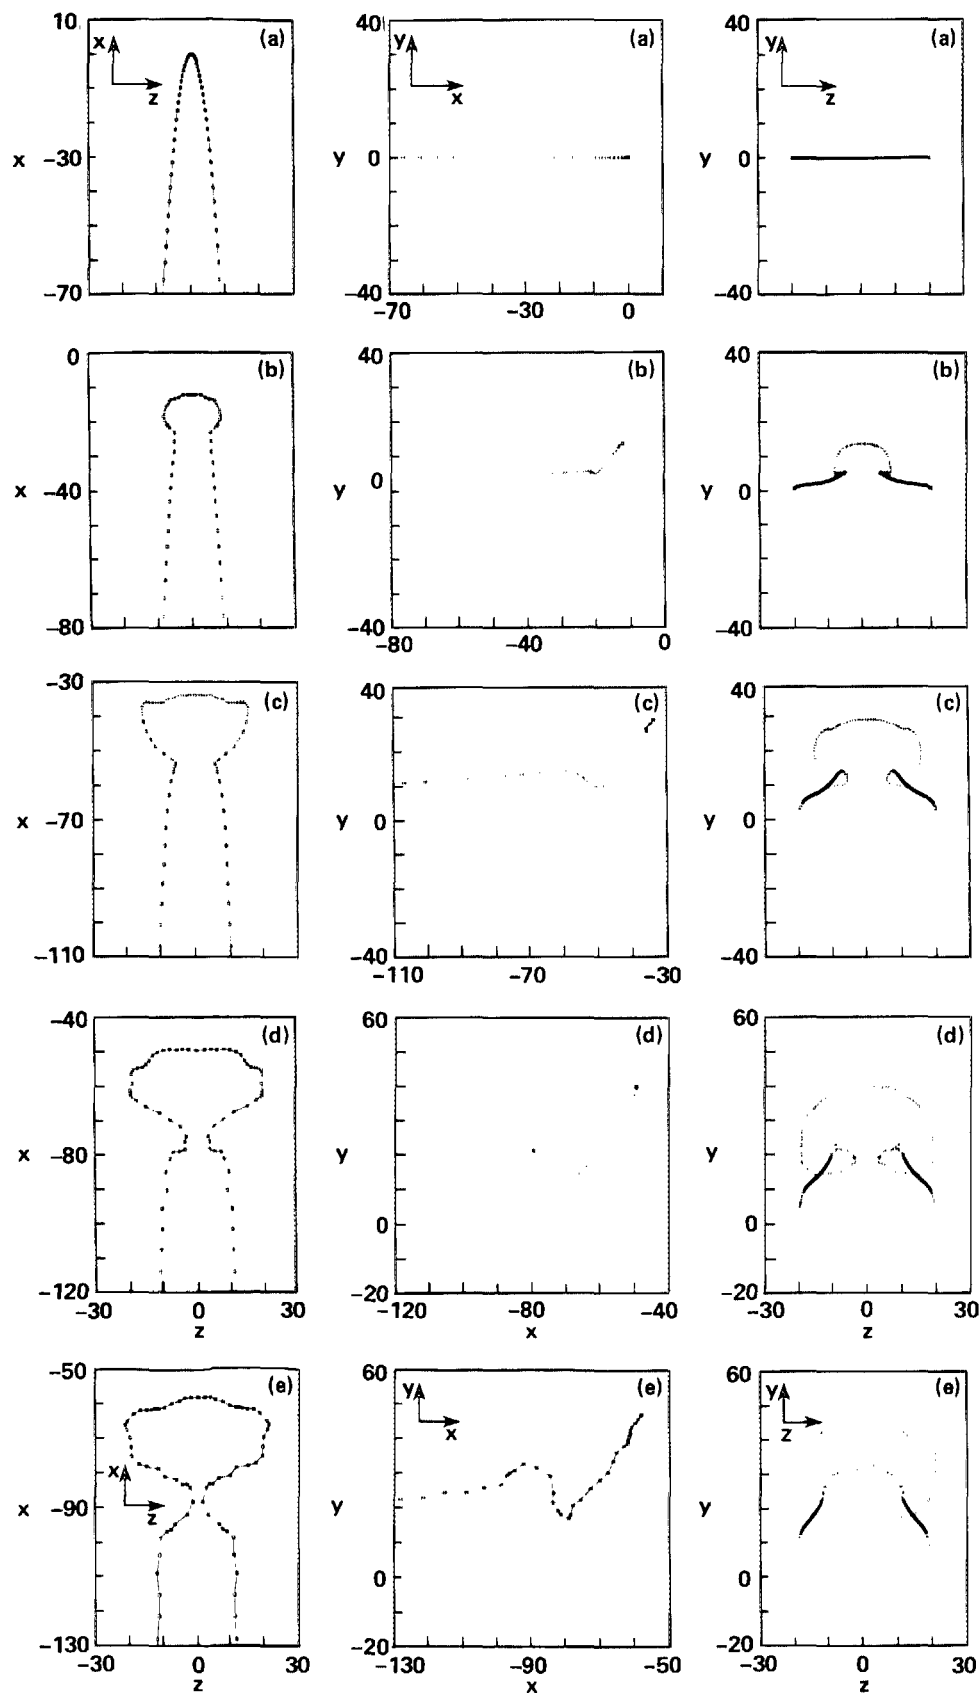 10 (a) 40 (a) 40 (a)
x y y
z x z
x -30 y 0 y 0
-70 -40 -40
-70 -30 0
0 (b) 40 (b) 40 (b)
x -40 y 0 y 0
-80 -40 -40
-80 -40 0
-30 (c) 40 (c) 40 (c)
x -70 y 0 y 0
-110 -40 -40
-110 -70 -30
-40 (d) 60 (d) 60 (d)
x -80 y y
0 0
-120 -20 -20
-30 0 30 -120 -80 -40 -30 0 30
z x z
-50 (e) 60 (e) 60 (e)
y y
x z
x
x -90 y y
z
0 0
-130 -20 -20
-30 0 30 -130 -90 -50 -30 0 30
z x z